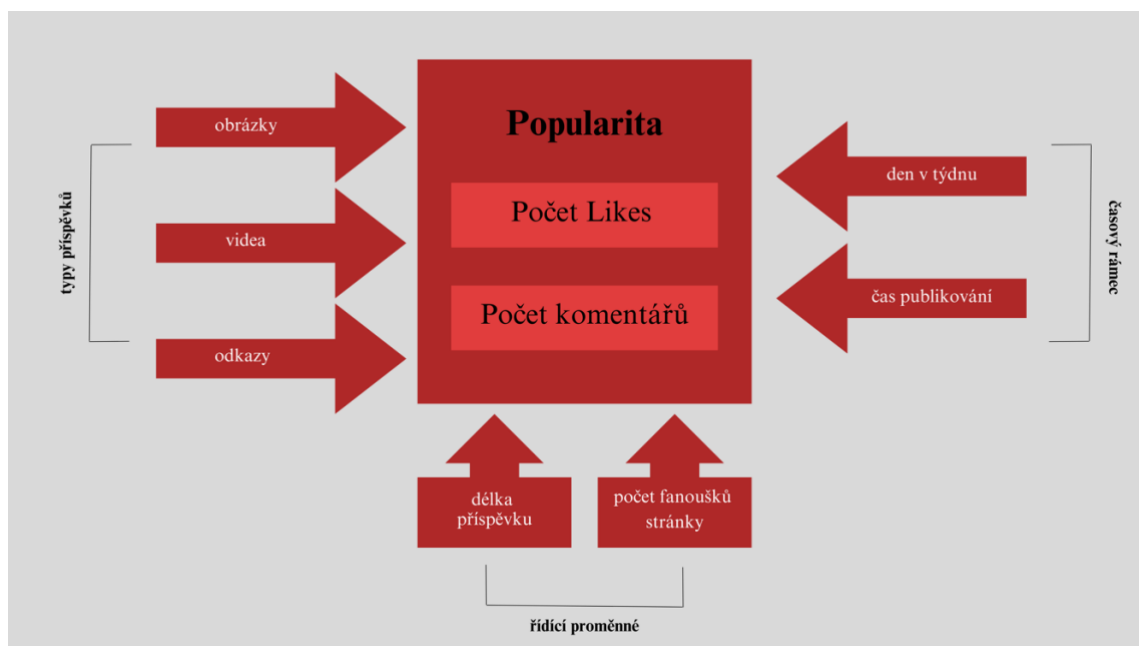 Popularita
Počet Likes
Počet komentářů
typy příspěvků
obrázky
videa
odkazy
den v týdnu
čas publikování
časový rámec
délka
příspěvku
počet fanoušků
stránky
řídící proměnné